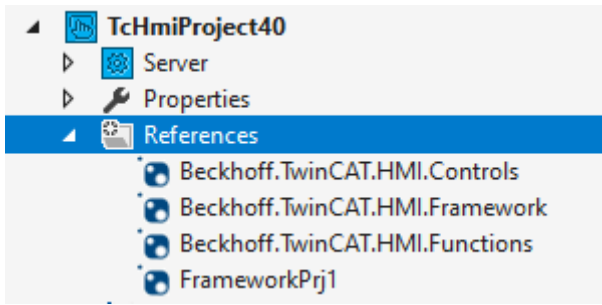 TcHmiProject40
Server
Properties
References
Beckhoff.TwinCAT.HMI.Controls
Beckhoff.TwinCAT.HMI.Framework
Beckhoff.TwinCAT.HMI.Functions
FrameworkPrj1